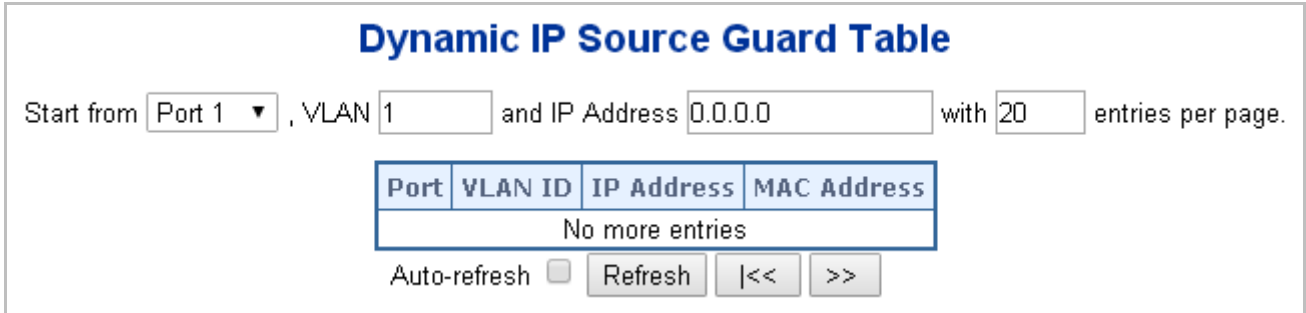 Dynamic IP Source Guard Table
Start from Port 1 , VLAN 1 and IP Address 0.0.0.0 with 20 entries per page.
Port VLAN ID IP Address MAC Address
No more entries
Auto-refresh Refresh |<< >>